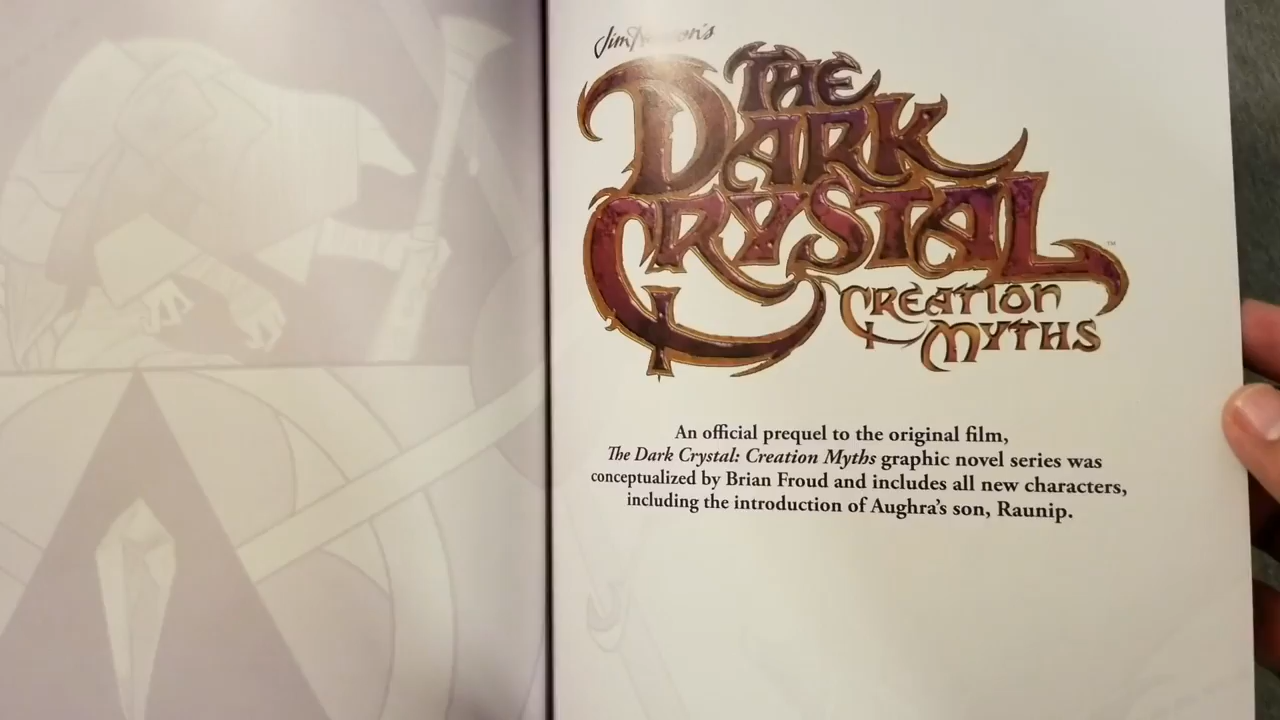 Jim Henson's
THE
DARK
CRYSTAL
™
CREATION
MYTHS
An official prequel to the original film,
The Dark Crystal: Creation Myths graphic novel series was
conceptualized by Brian Froud and includes all new characters,
including the introduction of Aughra's son, Raunip.